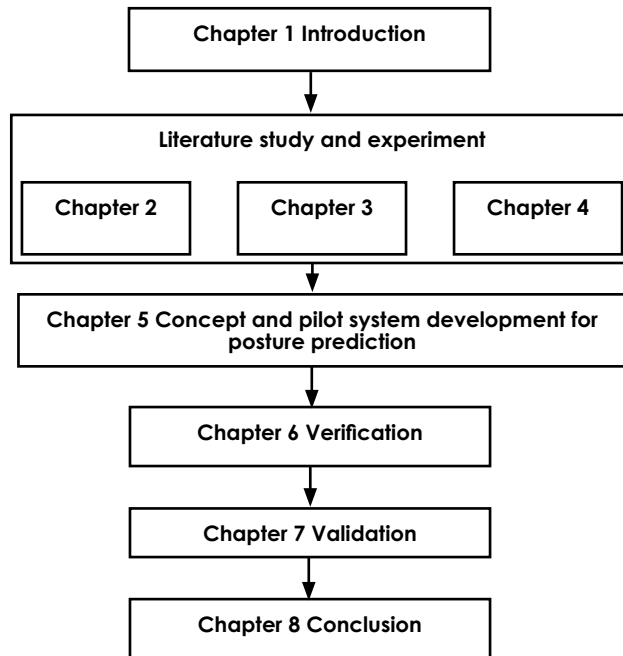 Chapter 1 Introduction
Literature study and experiment
Chapter 2
Chapter 3
Chapter 4
Chapter 5 Concept and pilot system development for
posture prediction
Chapter 6 Verification
Chapter 7 Validation
Chapter 8 Conclusion